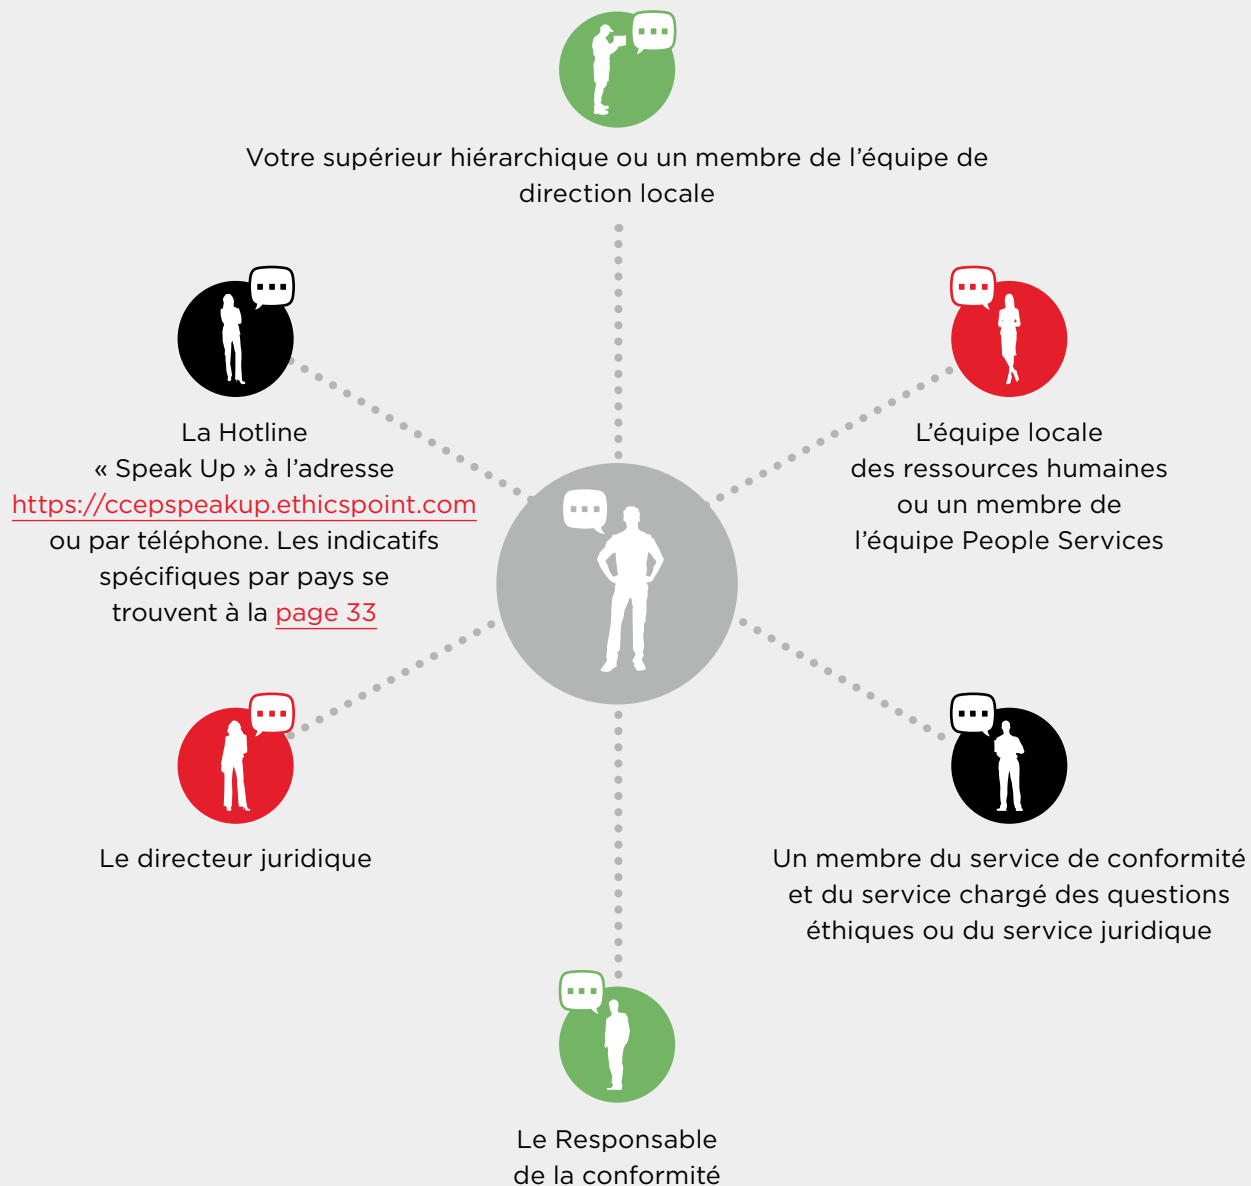 Votre supérieur hiérarchique ou un membre de l’équipe de
direction locale
La Hotline
« Speak Up » à l’adresse
https://ccepspeakup.ethicspoint.com
ou par téléphone. Les indicatifs
spécifiques par pays se
trouvent à la page 33
L’équipe locale
des ressources humaines
ou un membre de
l’équipe People Services
Le directeur juridique
Un membre du service de conformité
et du service chargé des questions
éthiques ou du service juridique
Le Responsable
de la conformité